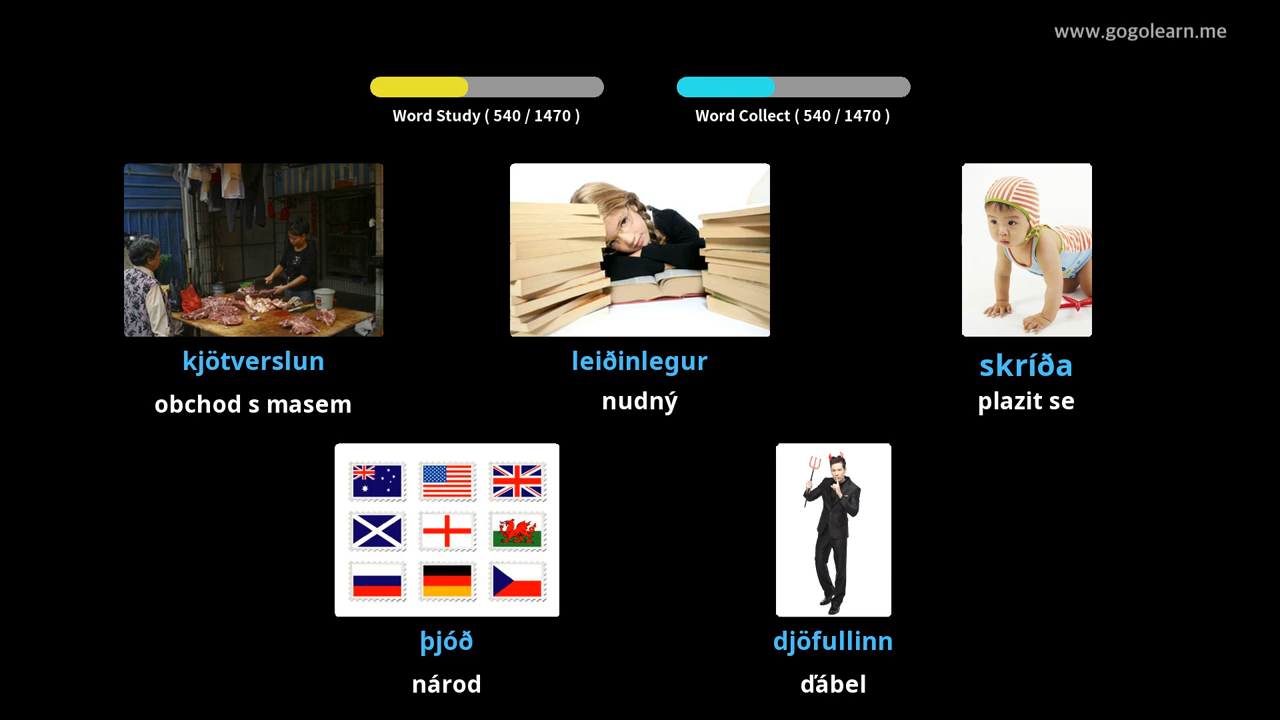 www.gogolearn.me
Word Study ( 540 / 1470 )
Word Collect ( 540 / 1470 )
kjötverslun
obchod s masem
leiðinlegur
nudný
skríða
plazit se
þjóð
národ
djöfullinn
ďábel